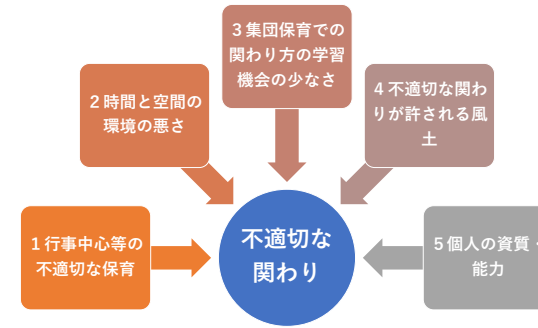 1行事中心等の
不適切な保育
2時間と空間の
環境の悪さ
3集団保育での
関わり方の学習
機会の少なさ
4不適切な関わ
りが許される風
土
5個人の資質・
能力
不適切な
関わり